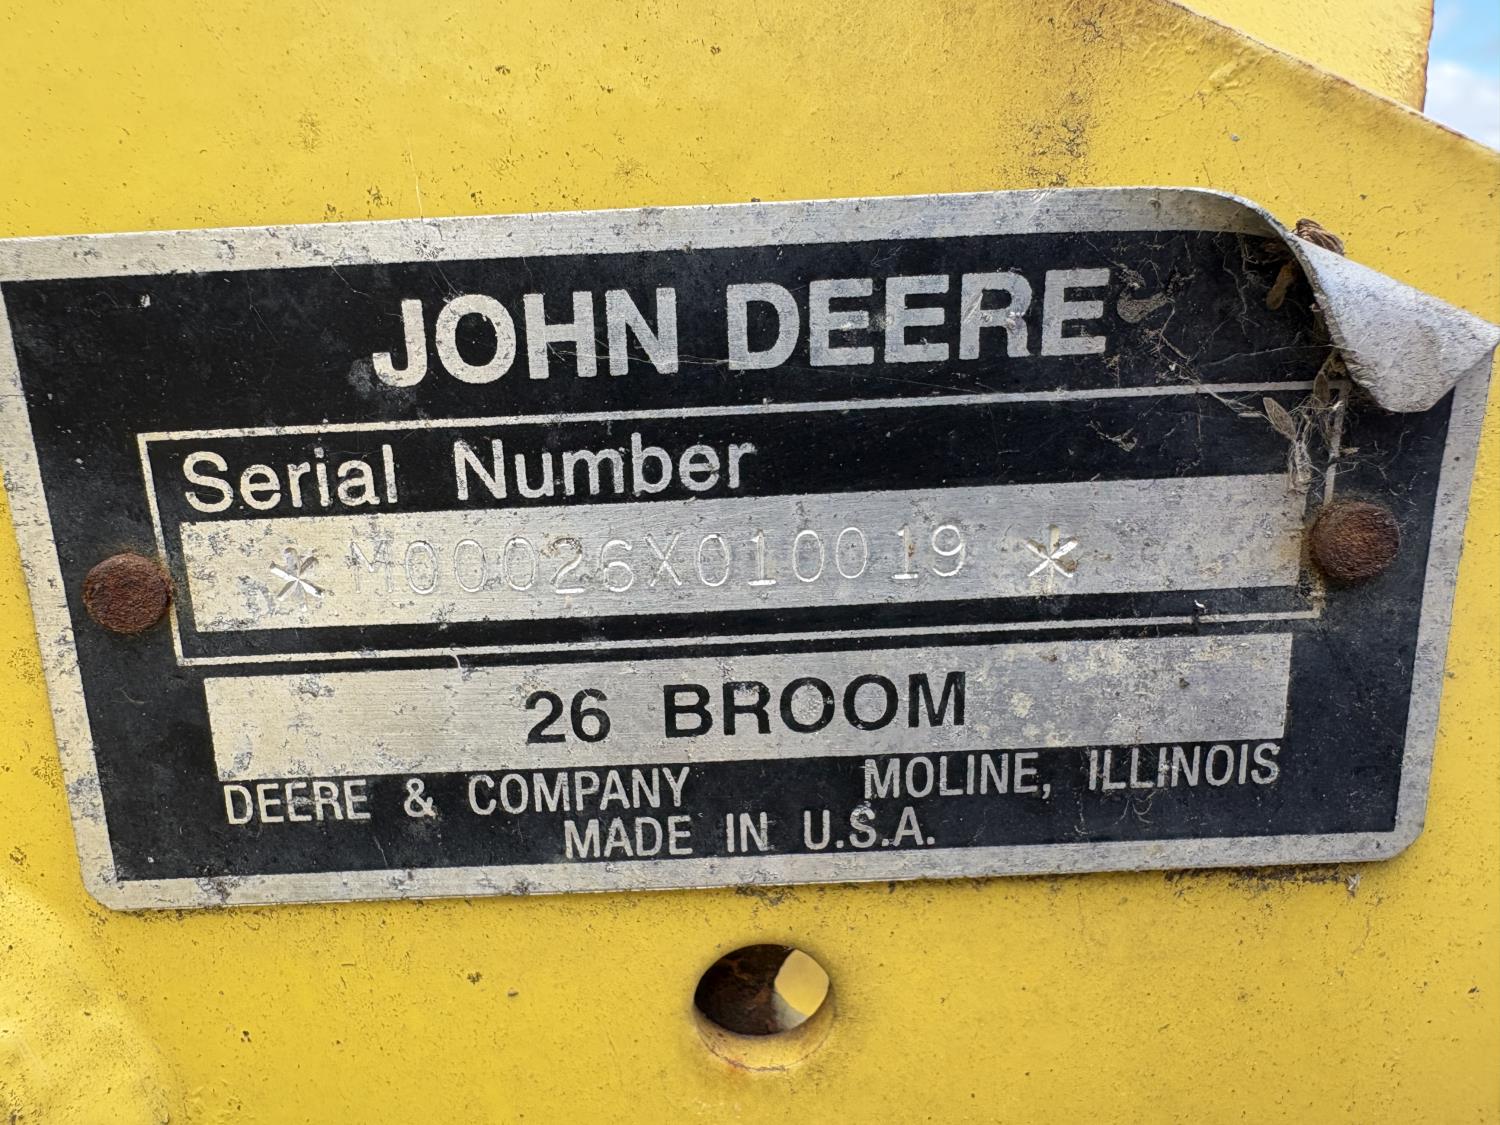 JOHN DEERE
Serial Number
* M00026X010019 *
26 BROOM
DEERE & COMPANY MOLINE, ILLINOIS
MADE IN U.S.A.